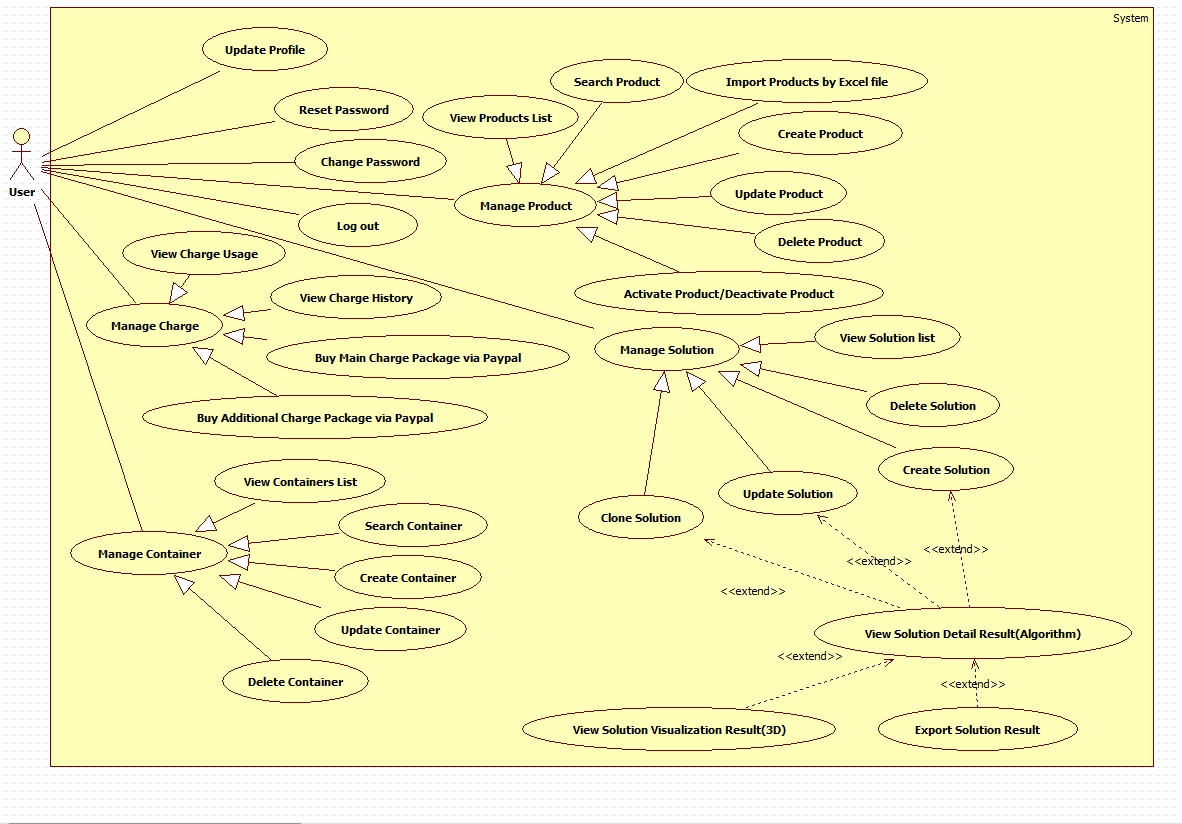 System
Update Profile
Search Product
Import Products by Excel file
Reset Password
View Products List
Create Product
Change Password
User
Manage Product
Update Product
Log out
Delete Product
View Charge Usage
View Charge History
Activate Product/Deactivate Product
Manage Charge
Manage Solution
View Solution list
Buy Main Charge Package via Paypal
Delete Solution
Buy Additional Charge Package via Paypal
Create Solution
View Containers List
Update Solution
Clone Solution
Search Container
Manage Container
<<extend>>
<<extend>>
Create Container
<<extend>>
Update Container
View Solution Detail Result(Algorithm)
<<extend>>
Delete Container
<<extend>>
View Solution Visualization Result(3D)
Export Solution Result